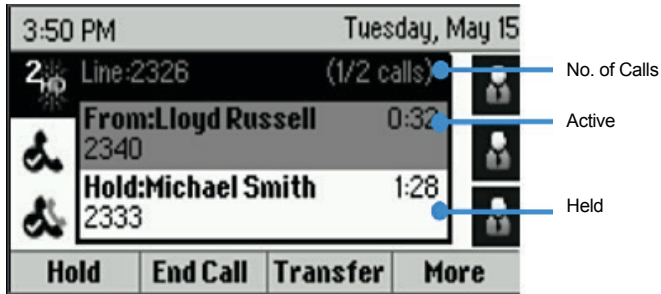 3:50 PM Tuesday, May 15
2 HD Line:2326 (1/2 calls) No. of Calls
From:Lloyd Russell 0:32 Active
2340
Hold:Michael Smith 1:28 Held
2333
Hold End Call Transfer More